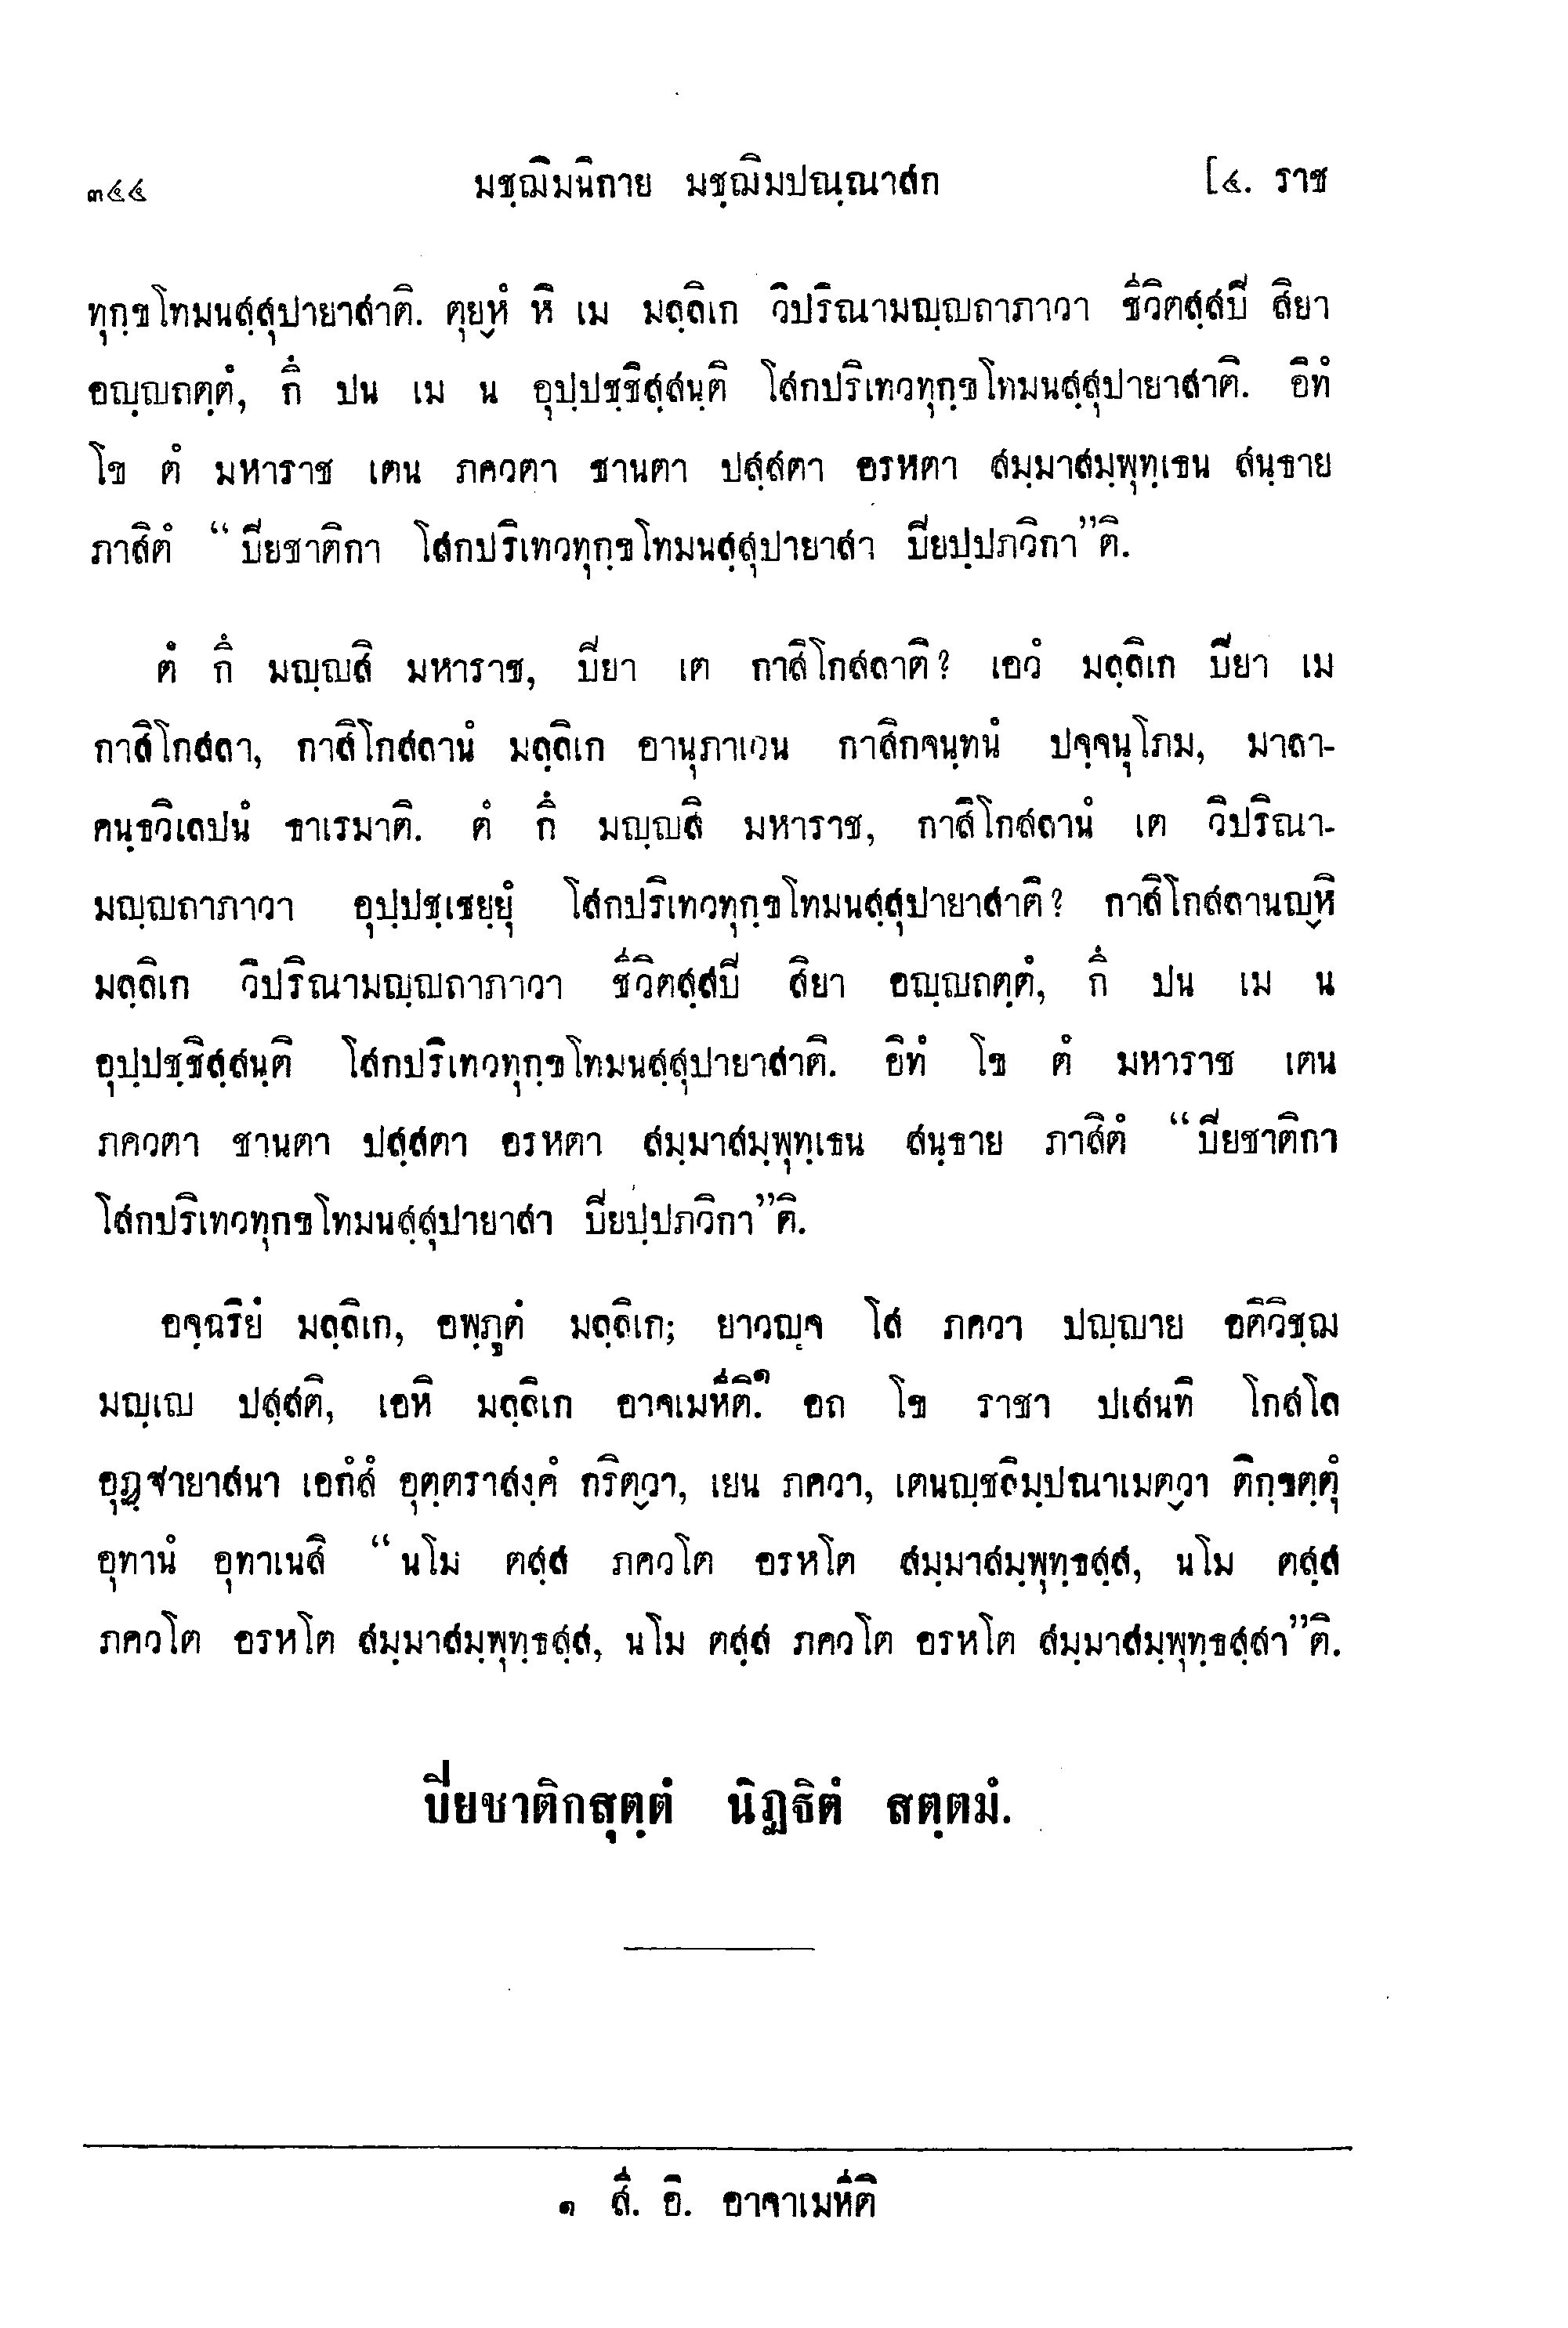 ๓๔๔ มชฺฌิมนิกาย มชฺฌิมปณฺณาสก [๔. ราช
ทุกฺขโทมนสฺสุปายาสาติ. ตุยฺหํ หิ เม มลฺลิเก วิปริณามญฺญถาภาวา ชีวิตสฺสปิ สิยา
อญฺญถตฺตํ, กึ ปน เม น อุปฺปชฺชิสฺสนฺติ โสกปริเทวทุกฺขโทมนสฺสุปายาสาติ. อิทํ
โข ตํ มหาราช เตน ภควตา ชานตา ปสฺสตา อรหตา สมฺมาสมฺพุทฺเธน สนฺธาย
ภาสิตํ “ปิยชาติกา โสกปริเทวทุกฺขโทมนสฺสุปายาสา ปิยปฺปภวิกา”ติ.
ตํ กึ มญฺญสิ มหาราช, ปิยา เต กาสิโกสลาติ? เอวํ มลฺลิเก ปิยา เม
กาสิโกสลา, กาสิโกสลานํ มลฺลิเก อานุภาเวน กาสิกจนฺทนํ ปจฺจนุโภม, มาลา-
คนฺธวิเลปนํ ธาเรมาติ. ตํ กึ มญฺญสิ มหาราช, กาสิโกสลานํ เต วิปริณา-
มญฺญถาภาวา อุปฺปชฺเชยฺยุํ โสกปริเทวทุกฺขโทมนสฺสุปายาสาติ? กาสิโกสลานญฺหิ
มลฺลิเก วิปริณามญฺญถาภาวา ชีวิตสฺสปิ สิยา อญฺญถตฺตํ, กึ ปน เม น
อุปฺปชฺชิสฺสนฺติ โสกปริเทวทุกฺขโทมนสฺสุปายาสาติ. อิทํ โข ตํ มหาราช เตน
ภควตา ชานตา ปสฺสตา อรหตา สมฺมาสมฺพุทฺเธน สนฺธาย ภาสิตํ “ปิยชาติกา
โสกปริเทวทุกขโทมนสฺสุปายาสา ปิยปฺปภวิกา”ติ.
อจฺฉริยํ มลฺลิเก, อพฺภูตํ มลฺลิเก; ยาวญฺจ โส ภควา ปญฺญาย อติวิชฺฌ
มญฺเญ ปสฺสติ, เอหิ มลฺลิเก อาจเมหีติ.๑ อถ โข ราชา ปเสนทิ โกสโล
อุฏฺฐายาสนา เอกํสํ อุตฺตราสงฺคํ กริตฺวา, เยน ภควา, เตนญฺชลิมฺปณาเมตฺวา ติกฺขตฺตุํ
อุทานํ อุทาเนสิ “นโม ตสฺส ภควโต อรหโต สมฺมาสมฺพุทฺธสฺส, นโม ตสฺส
ภควโต อรหโต สมฺมาสมฺพุทฺธสฺส, นโม ตสฺส ภควโต อรหโต สมฺมาสมฺพุทฺธสฺสา”ติ.
ปิยชาติกสุตฺตํ นิฏฺฐิตํ สตฺตมํ.
๑ สี. อิ. อาจาเมหีติ